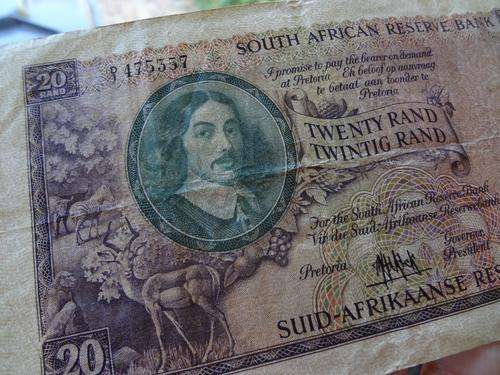 SOUTH AFRICAN RESERVE BANK
20
RAND
D/1 475357
I promise to pay the bearer on demand
at Pretoria Ek beloof op aanvraag
te betaal aan toonder te
Pretoria
TWENTY RAND
TWINTIG RAND
For the South African Reserve Bank
Vir die Suid-Afrikaanse Reserwebank
Pretoria
Governor
President
SUID-AFRIKAANSE RE
20